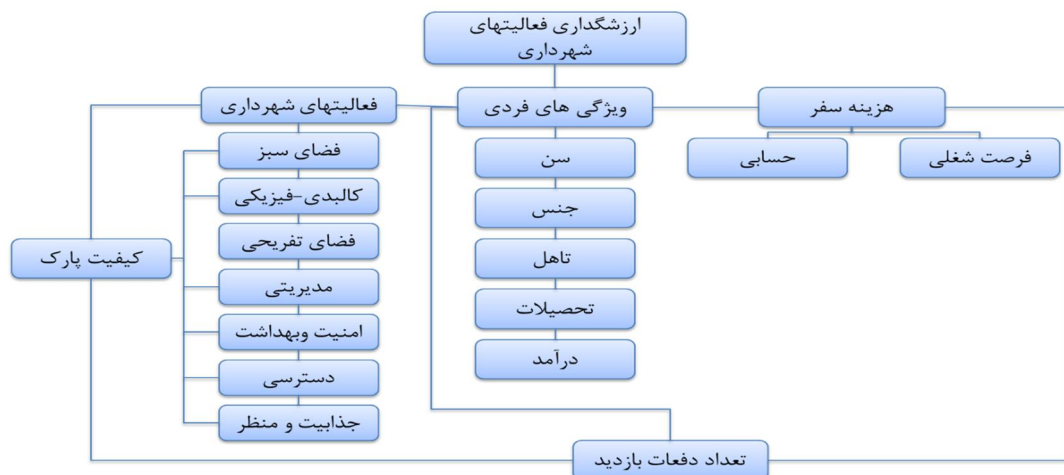 ارزشگداری فعالیتهای
شهرداری
هزینه سفر
ویژگی های فردی
فعالیتهای شهرداری
فرصت شغلی
حسابی
سن
جنس
تاهل
تحصیلات
درآمد
فضای سبز
کالبدی-فیزیکی
فضای تفریحی
مدیریتی
امنیت وبهداشت
دسترسی
جذابیت و منظر
کیفیت پارک
تعداد دفعات بازدید